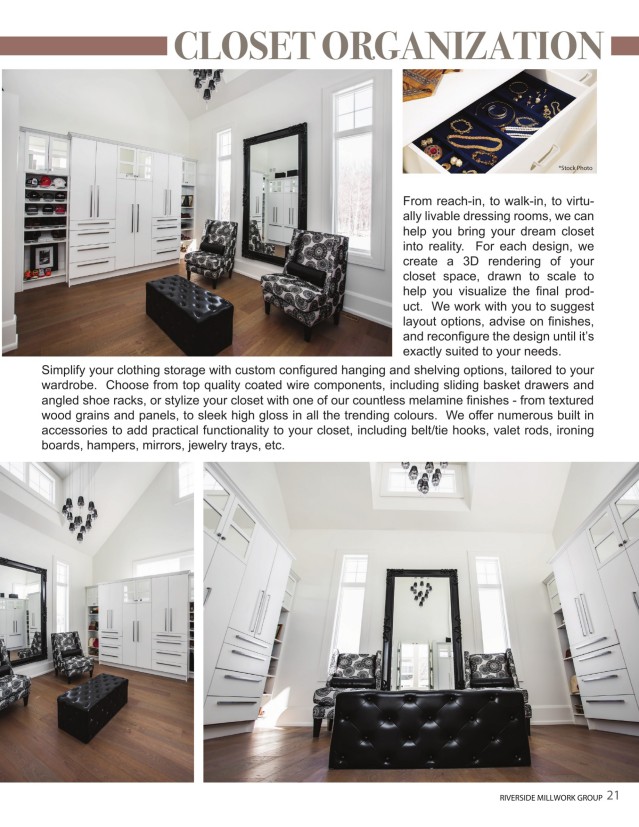 CLOSET ORGANIZATION
*Stock Photo
From reach-in, to walk-in, to virtu-
ally livable dressing rooms, we can
help you bring your dream closet
into reality. For each design, we
create a 3D rendering of your
closet space, drawn to scale to
help you visualize the final prod-
uct. We work with you to suggest
layout options, advise on finishes,
and reconfigure the design until it's
exactly suited to your needs.
Simplify your clothing storage with custom configured hanging and shelving options, tailored to your
wardrobe. Choose from top quality coated wire components, including sliding basket drawers and
angled shoe racks, or stylize your closet with one of our countless melamine finishes - from textured
wood grains and panels, to sleek high gloss in all the trending colours. We offer numerous built in
accessories to add practical functionality to your closet, including belt/tie hooks, valet rods, ironing
boards, hampers, mirrors, jewelry trays, etc.
RIVERSIDE MILLWORK GROUP 21